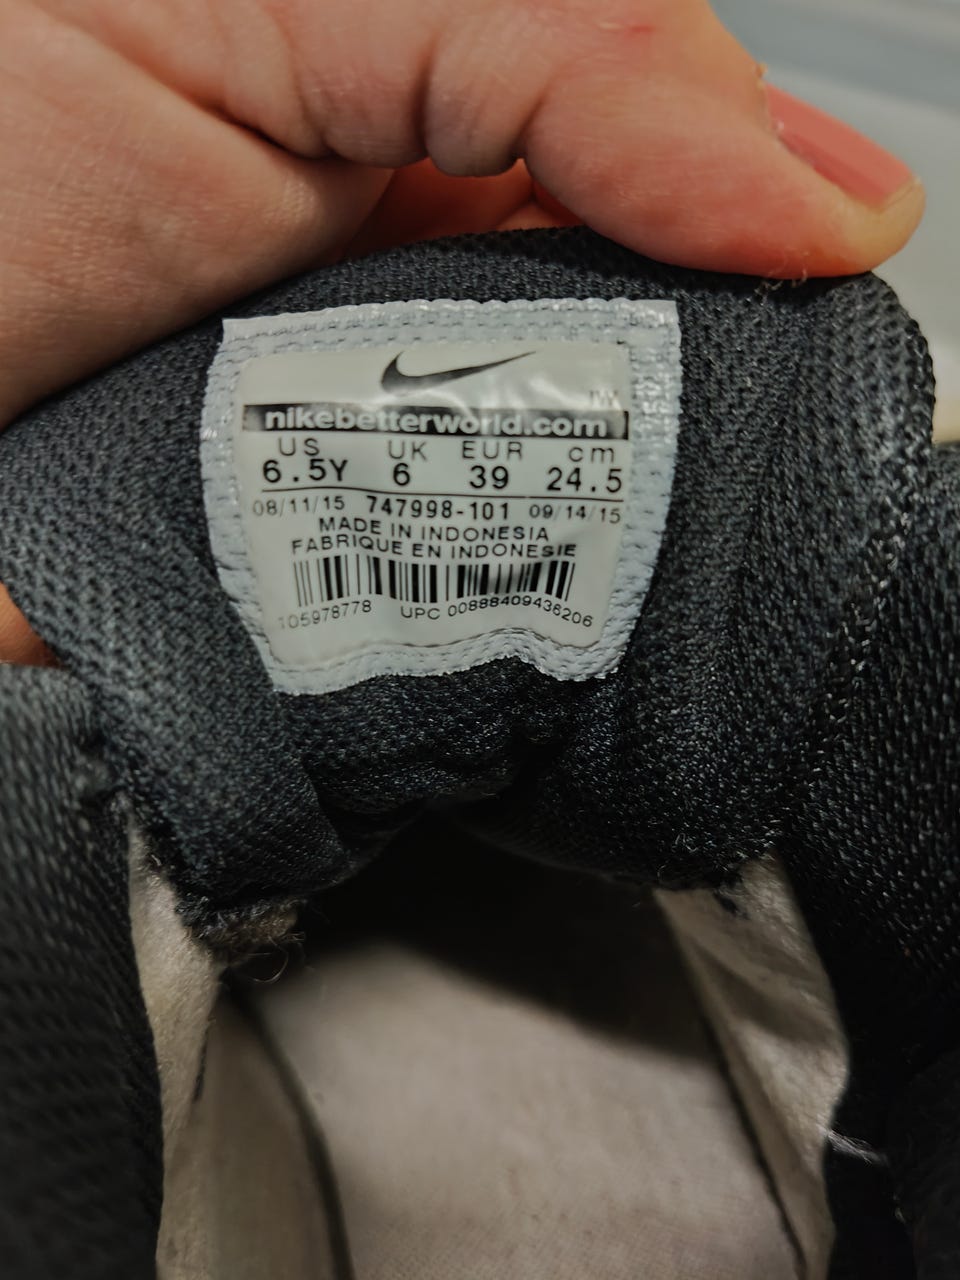 nikebetterworld.com
US UK EUR cm
6.5Y 6 39 24.5
08/11/15 747998-101 09/14/15
MADE IN INDONESIA
FABRIQUE EN INDONESIE
105978778 UPC 00888409436206